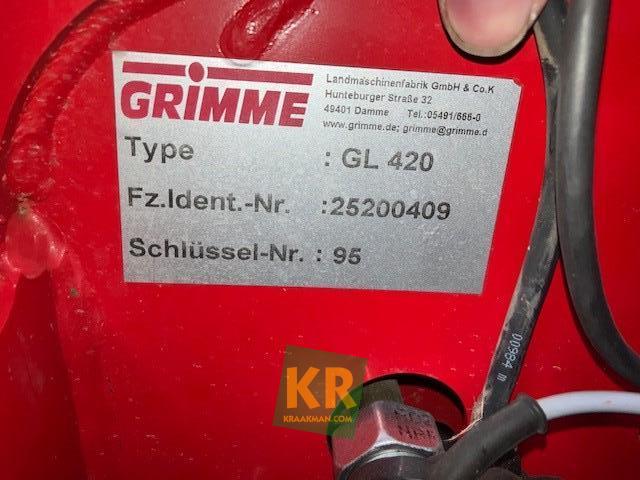 GRIMME
Landmaschinenfabrik GmbH & Co.K
Hunteburger Straße 32
49401 Damme Tel.:05491/666-0
www.grimme.de; grimme@grimme.d
Type : GL 420
Fz.Ident.-Nr. :25200409
Schlüssel-Nr. : 95
00984 m
KR
KRAAKMAN.COM